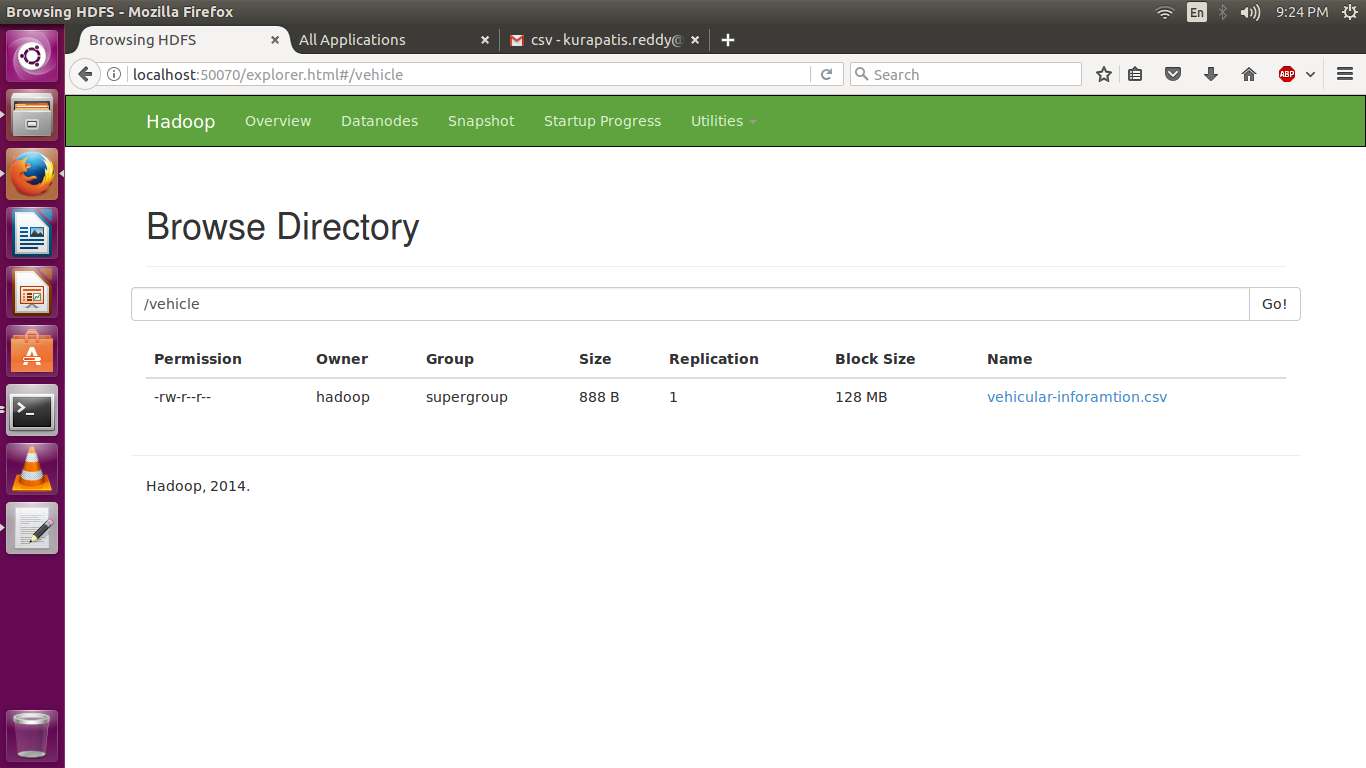 Browsing HDFS - Mozilla Firefox En 9:24 PM
Browsing HDFS All Applications csv - kurapatis.reddy@
localhost:50070/explorer.html#/vehicle Search ABP
Hadoop Overview Datanodes Snapshot Startup Progress Utilities
Browse Directory
/vehicle Go!
Permission Owner Group Size Replication Block Size Name
-rw-r--r-- hadoop supergroup 888 B 1 128 MB vehicular-inforamtion.csv
Hadoop, 2014.